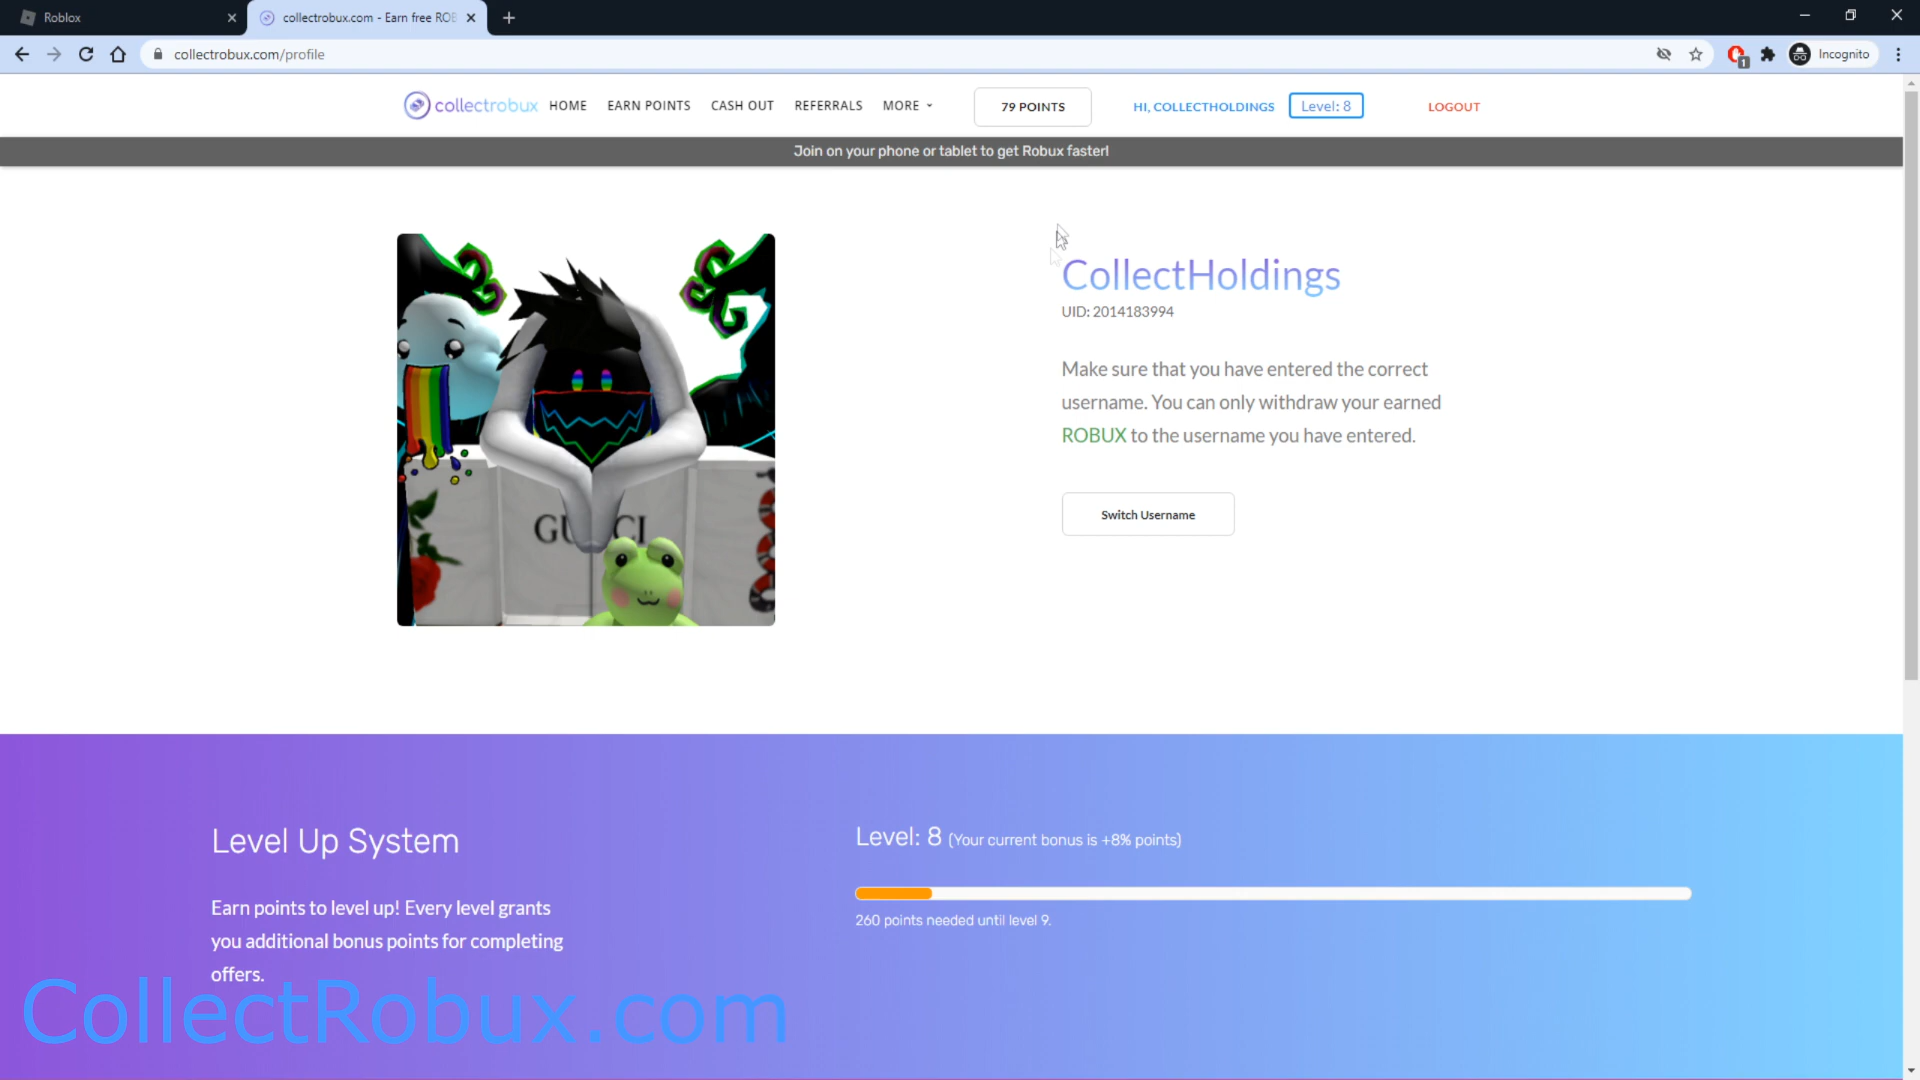 Roblox
collectrobux.com - Earn free ROB
collectrobux.com/profile
1
Incognito
collectrobux HOME EARN POINTS CASH OUT REFERRALS MORE 79 POINTS HI, COLLECTHOLDINGS Level: 8 LOGOUT
Join on your phone or tablet to get Robux faster!
CollectHoldings
UID: 2014183994
Make sure that you have entered the correct
username. You can only withdraw your earned
ROBUX to the username you have entered.
Switch Username
GUCCI
Level Up System
Earn points to level up! Every level grants
you additional bonus points for completing
offers.
Level: 8 (Your current bonus is +8% points)
260 points needed until level 9.
CollectRobux.com